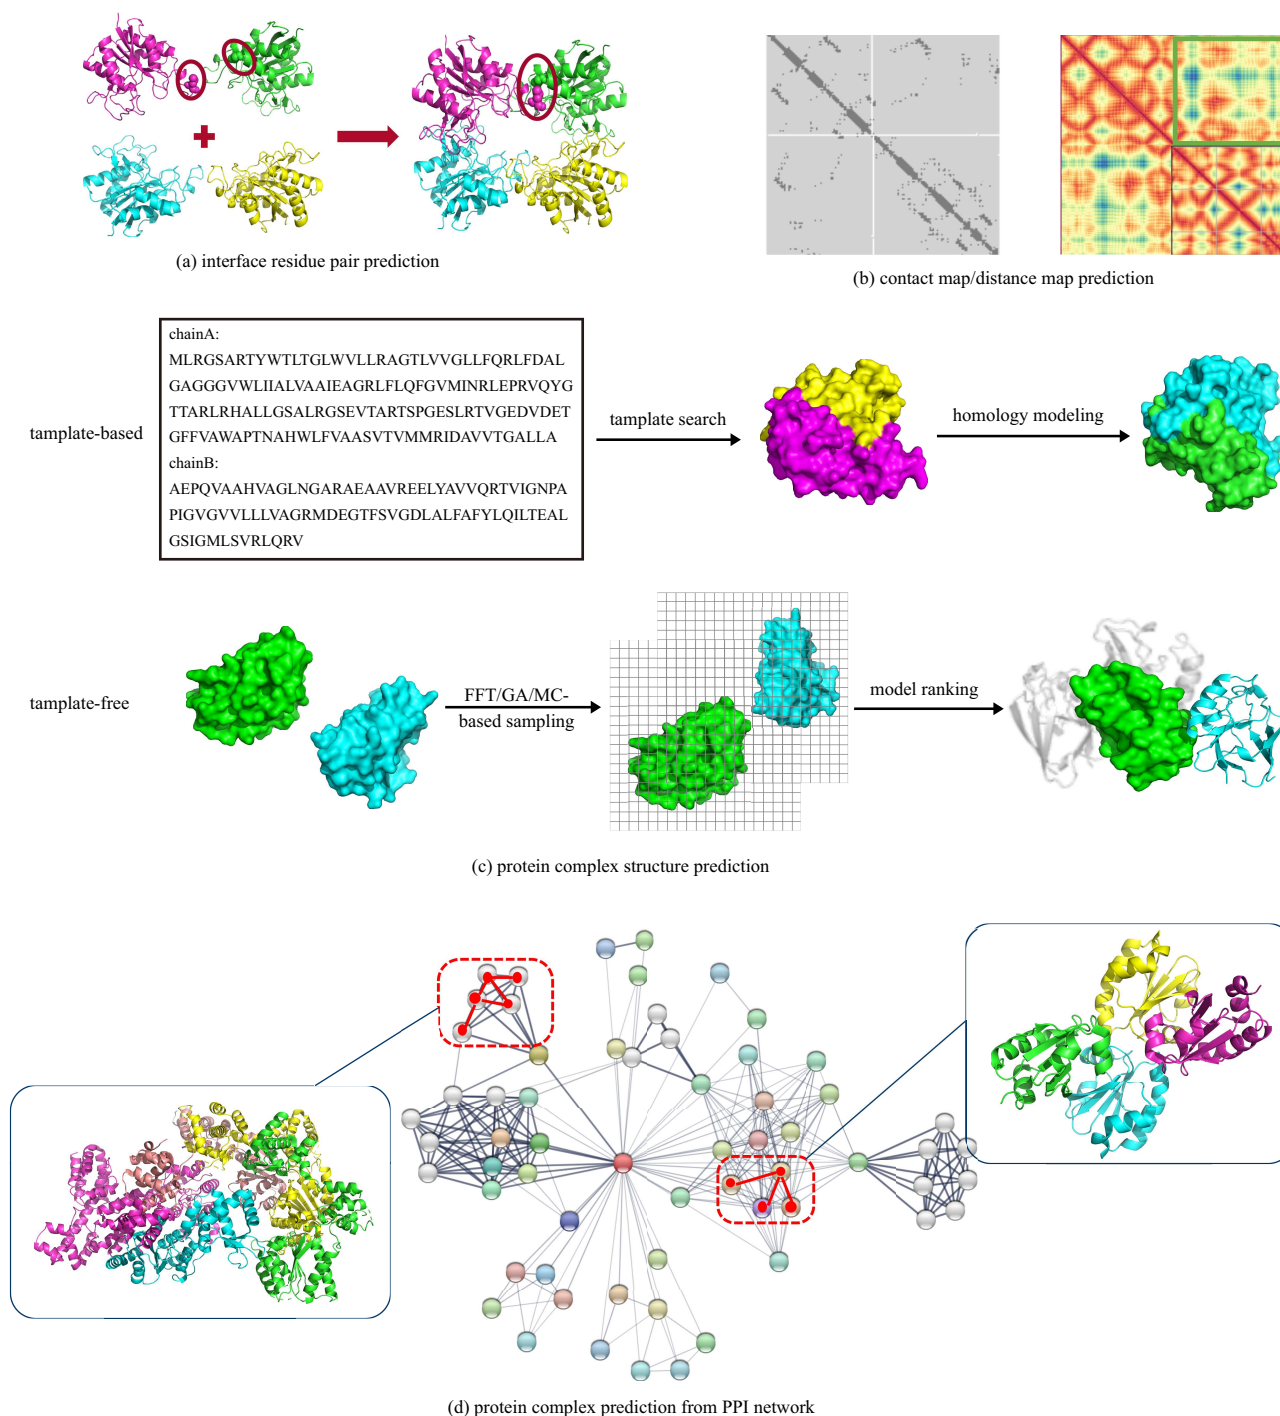 (a) interface residue pair prediction
(b) contact map/distance map prediction
tamplate-based
chainA:
MLRGSARTYWTLTGLWVLLRAGTLVVGLLFQRLFDAL
GAGGGVWLIIALVAAIEAGRLFLQFGVMINRLEPRVQYG
TTARLRHALLGSALRGSEVTARTSPGESLRTVGEDVDET
GFFVAWAPTNAHWLFVAASVTVMMRIDAVVTGALLA
chainB:
AEPQVAAHVAGLNGARAEAAVREELYAVVQRTVIGNPA
PIGVGVVLLLVAGRMDEGTFSVGDLALFAFYLQILTEAL
GSIGMLSVRLQRV
tamplate search
homology modeling
tamplate-free
FFT/GA/MC-
based sampling
model ranking
(c) protein complex structure prediction
(d) protein complex prediction from PPI network